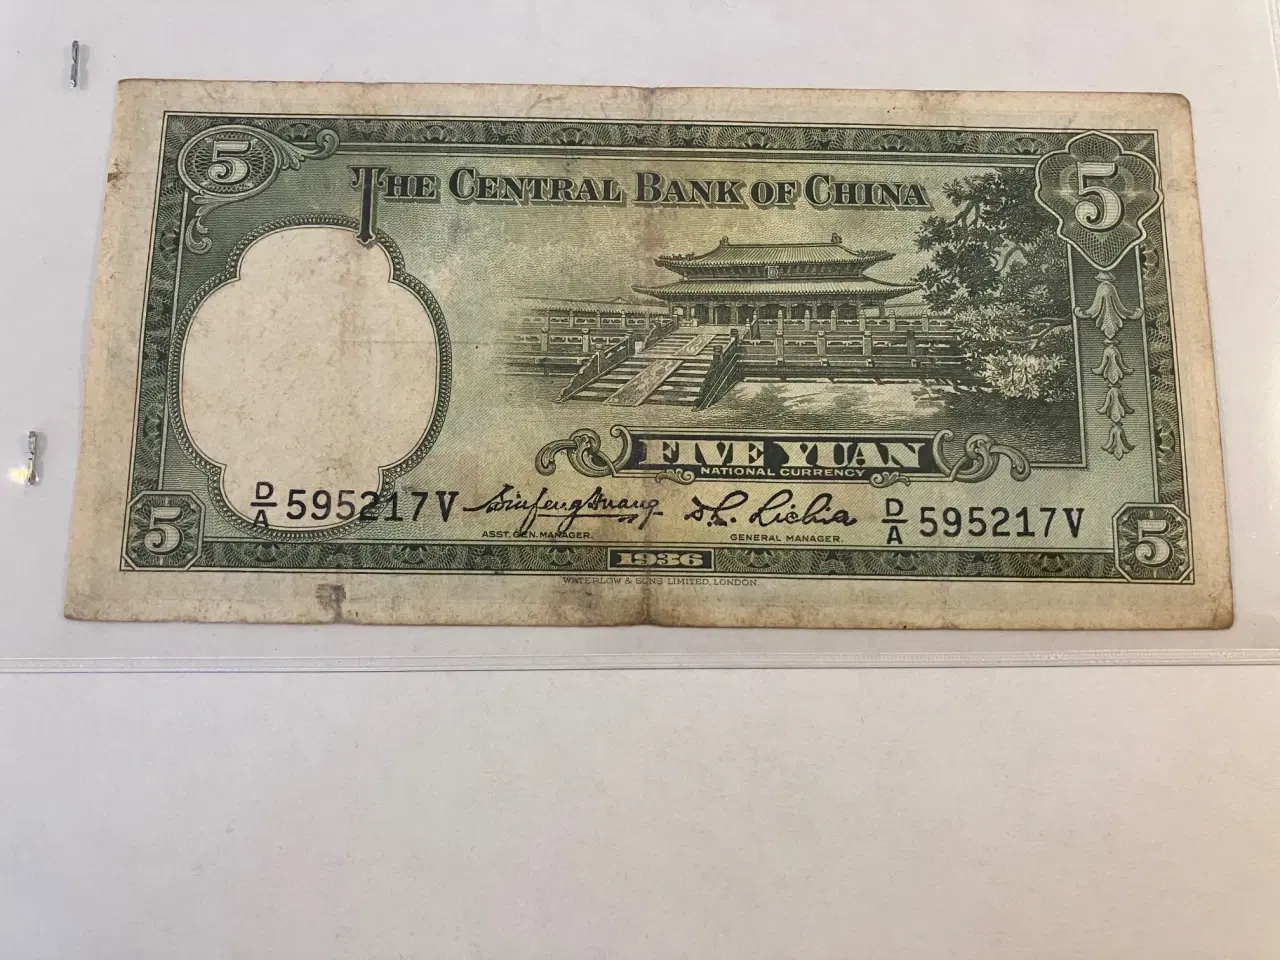 5
5
THE CENTRAL BANK OF CHINA
FIVE YUAN
NATIONAL CURRENCY
D/A 595217V
D/A 595217V
ASST. GEN. MANAGER.
GENERAL MANAGER.
5
1936
5
WATERLOW & SONS LIMITED, LONDON.